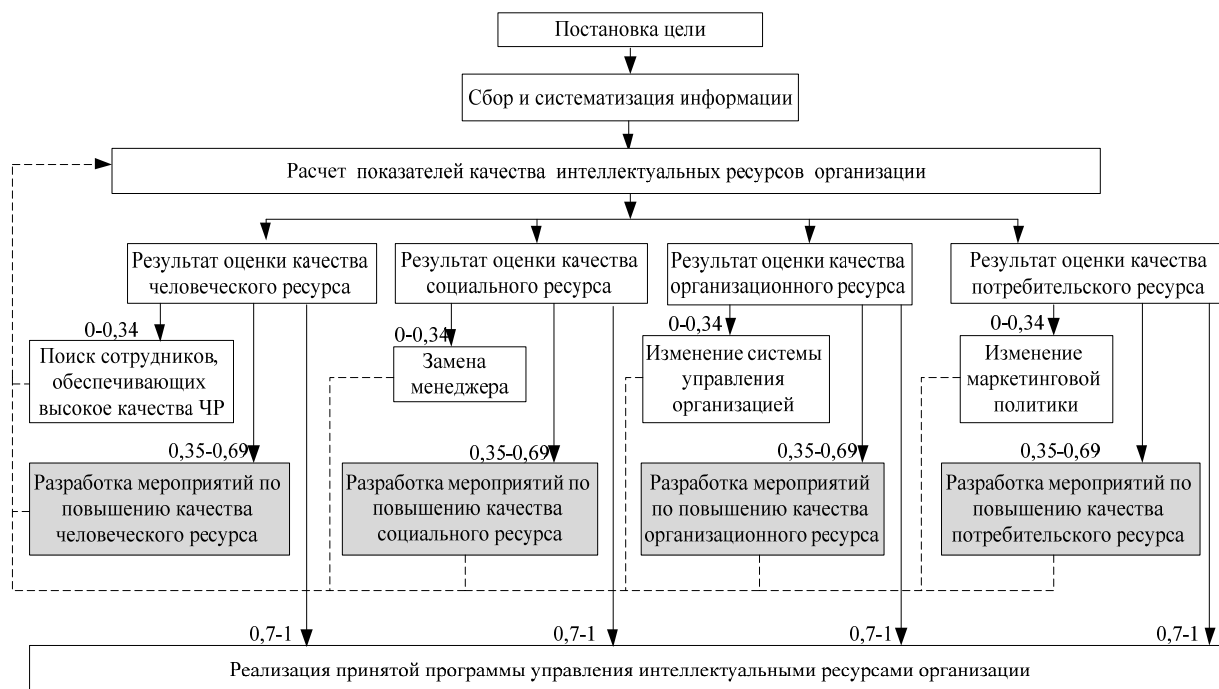 Постановка цели
Сбор и систематизация информации
Расчет показателей качества интеллектуальных ресурсов организации
Результат оценки качества
человеческого ресурса
Результат оценки качества
социального ресурса
Результат оценки качества
организационного ресурса
Результат оценки качества
потребительского ресурса
0-0,34
0-0,34
0-0,34
0-0,34
Поиск сотрудников,
обеспечивающих
высокое качества ЧР
Замена
менеджера
Изменение системы
управления
организацией
Изменение
маркетинговой
политики
0,35-0,69
0,35-0,69
0,35-0,69
0,35-0,69
Разработка мероприятий по
повышению качества
человеческого ресурса
Разработка мероприятий по
повышению качества
социального ресурса
Разработка мероприятий
по повышению качества
организационного ресурса
Разработка мероприятий по
повышению качества
потребительского ресурса
0,7-1
0,7-1
0,7-1
0,7-1
Реализация принятой программы управления интеллектуальными ресурсами организации